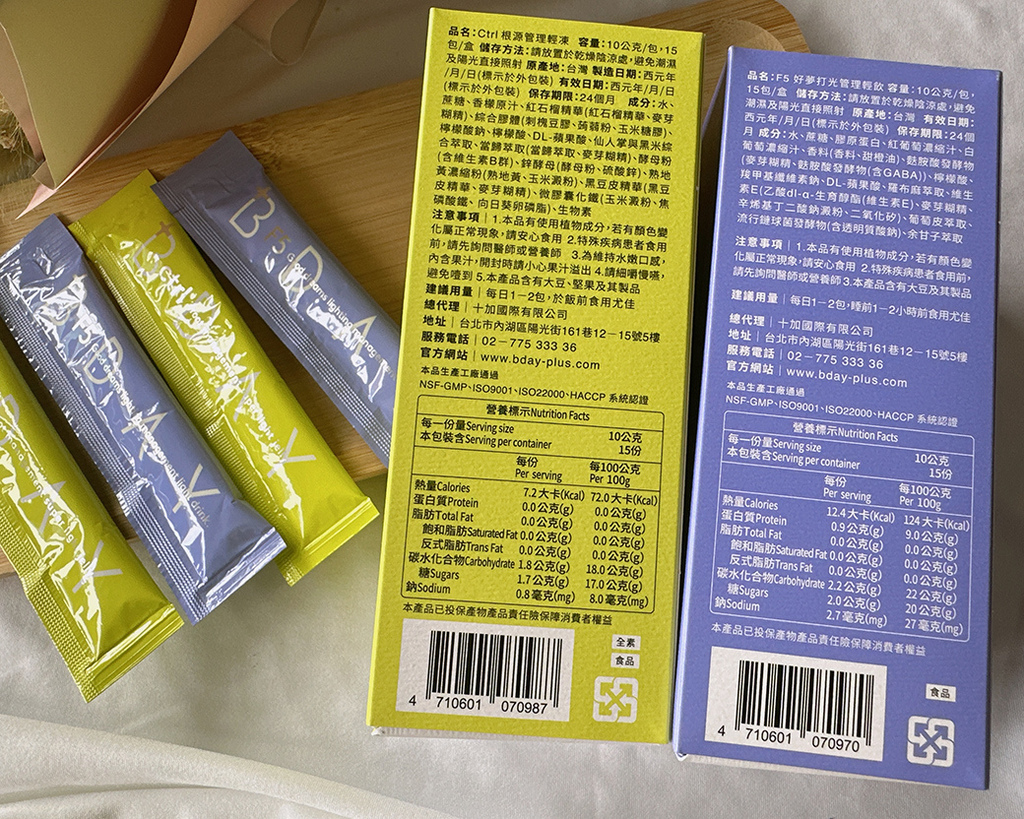 品名:Ctrl 根源管理輕凍 容量:10公克/包,15
包/盒 儲存方法:請放置於乾燥陰涼處,避免潮濕
及陽光直接照射 原產地:台灣 製造日期:西元年
/月/日(標示於外包裝) 有效日期:西元年/月/日
(標示於外包裝) 保存期限:24個月 成分:水、
蔗糖、香檬原汁、紅石榴精華(紅石榴精華、麥芽
糊精)、綜合膠體(刺槐豆膠、蒟蒻粉、玉米糖膠)、
檸檬酸鈉、檸檬酸、DL-蘋果酸、仙人掌與黑米綜
合萃取、當歸萃取(當歸萃取、麥芽糊精)、酵母粉
(含維生素B群)、鋅酵母(酵母粉、硫酸鋅)、熟地
黃濃縮粉(熟地黃、玉米澱粉)、黑豆皮精華(黑豆
皮精華、麥芽糊精)、微膠囊化鐵(玉米澱粉、焦
磷酸鐵、向日葵卵磷脂)、生物素
注意事項|1.本品有使用植物成分,若有顏色變
化屬正常現象,請安心食用 2.特殊疾病患者食用
前,請先詢問醫師或營養師 3.為維持水嫩口感,
內含果汁,開封時請小心果汁溢出 4.請細嚼慢嚥,
避免噎到 5.本產品含有大豆、堅果及其製品
建議用量|每日1-2包,於飯前食用尤佳
總代理|十加國際有限公司
地址|台北市內湖區陽光街161巷12-15號5樓
服務電話|02-775 333 36
官方網站|www.bday-plus.com
本品生產工廠通過
NSF-GMP、ISO9001、ISO22000、HACCP 系統認證
營養標示Nutrition Facts
每一份量Serving size 10公克
本包裝含Serving per container 15份
每份 每100公克
Per serving Per 100g
熱量Calories 7.2 大卡(Kcal) 72.0 大卡(Kcal)
蛋白質Protein 0.0 公克(g) 0.0 公克(g)
脂肪Total Fat 0.0 公克(g) 0.0 公克(g)
飽和脂肪Saturated Fat 0.0 公克(g) 0.0 公克(g)
反式脂肪Trans Fat 0.0 公克(g) 0.0 公克(g)
碳水化合物Carbohydrate 1.8 公克(g) 18.0 公克(g)
糖Sugars 1.7 公克(g) 17.0 公克(g)
鈉Sodium 0.8 毫克(mg) 8.0 毫克(mg)
本產品已投保產物產品責任險保障消費者權益
全素
食品
4 710601 070987
品名:F5 好夢打光管理輕飲 容量:10公克/包,
15包/盒 儲存方法:請放置於乾燥陰涼處,避免
潮濕及陽光直接照射 原產地:台灣 有效日期:
西元年/月/日(標示於外包裝) 保存期限:24個
月 成分:水、蔗糖、膠原蛋白、紅葡萄濃縮汁、白
葡萄濃縮汁、香料(香料、甜橙油)、麩胺酸發酵物
(麥芽糊精、麩胺酸發酵物(含GABA))、檸檬酸、
羧甲基纖維素鈉、DL-蘋果酸、羅布麻萃取、維生
素E(乙酸dl-α-生育醇酯(維生素E)、麥芽糊精、
辛烯基丁二酸鈉澱粉、二氧化矽)、葡萄皮萃取、
流行鏈球菌發酵物(含透明質酸鈉)、余甘子萃取
注意事項|1.本品有使用植物成分,若有顏色變
化屬正常現象,請安心食用 2.特殊疾病患者食用前,
請先詢問醫師或營養師 3.本產品含有大豆及其製品
建議用量|每日1-2包,睡前1-2小時前食用尤佳
總代理|十加國際有限公司
地址|台北市內湖區陽光街161巷12-15號5樓
服務電話|02-775 333 36
官方網站|www.bday-plus.com
本品生產工廠通過
NSF-GMP、ISO9001、ISO22000、HACCP 系統認證
營養標示Nutrition Facts
每一份量Serving size 10公克
本包裝含Serving per container 15份
每份 每100公克
Per serving Per 100g
熱量Calories 12.4 大卡(Kcal) 124 大卡(Kcal)
蛋白質Protein 0.9 公克(g) 9.0 公克(g)
脂肪Total Fat 0.0 公克(g) 0.0 公克(g)
飽和脂肪Saturated Fat 0.0 公克(g) 0.0 公克(g)
反式脂肪Trans Fat 0.0 公克(g) 0.0 公克(g)
碳水化合物Carbohydrate 2.2 公克(g) 22 公克(g)
糖Sugars 2.0 公克(g) 20 公克(g)
鈉Sodium 2.7 毫克(mg) 27 毫克(mg)
本產品已投保產物產品責任險保障消費者權益
食品
4 710601 070970